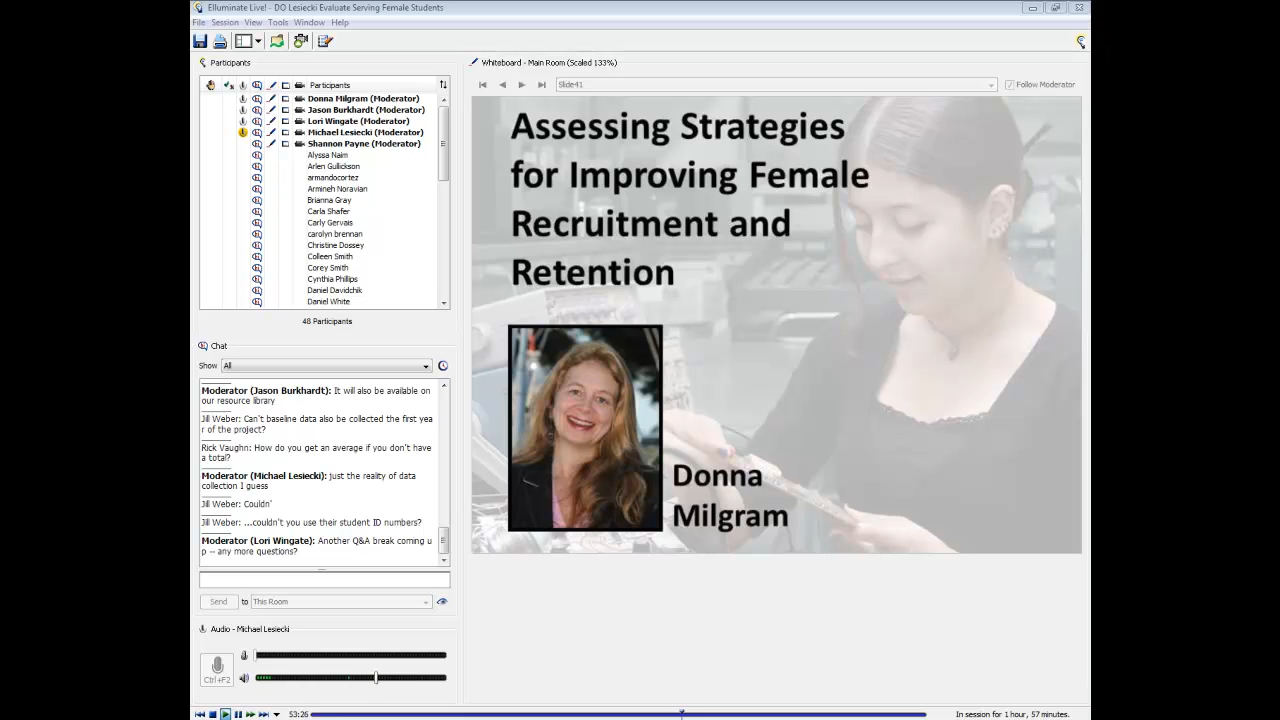 Elluminate Live! - DO Lesiecki Evaluate Serving Female Students
File Session View Tools Window Help
Participants
Participants
Donna Milgram (Moderator)
Jason Burkhardt (Moderator)
Lori Wingate (Moderator)
Michael Lesiecki (Moderator)
Shannon Payne (Moderator)
Alyssa Naim
Arlen Gullickson
armandocortez
Armineh Noravian
Brianna Gray
Carla Shafer
Carly Gervais
carolyn brennan
Christine Dossey
Colleen Smith
Corey Smith
Cynthia Phillips
Daniel Davidchik
Daniel White
48 Participants
Chat
Show All
Moderator (Jason Burkhardt): It will also be available on
our resource library
Jill Weber: Can't baseline data also be collected the first yea
r of the project?
Rick Vaughn: How do you get an average if you don't have
a total?
Moderator (Michael Lesiecki): just the reality of data
collection I guess
Jill Weber: Couldn'
Jill Weber: ...couldn't you use their student ID numbers?
Moderator (Lori Wingate): Another Q&A break coming u
p -- any more questions?
Send to This Room
Audio - Michael Lesiecki
Ctrl+F2
Whiteboard - Main Room (Scaled 133%)
Slide41
Follow Moderator
Assessing Strategies
for Improving Female
Recruitment and
Retention
Donna
Milgram
53:26
In session for 1 hour, 57 minutes.